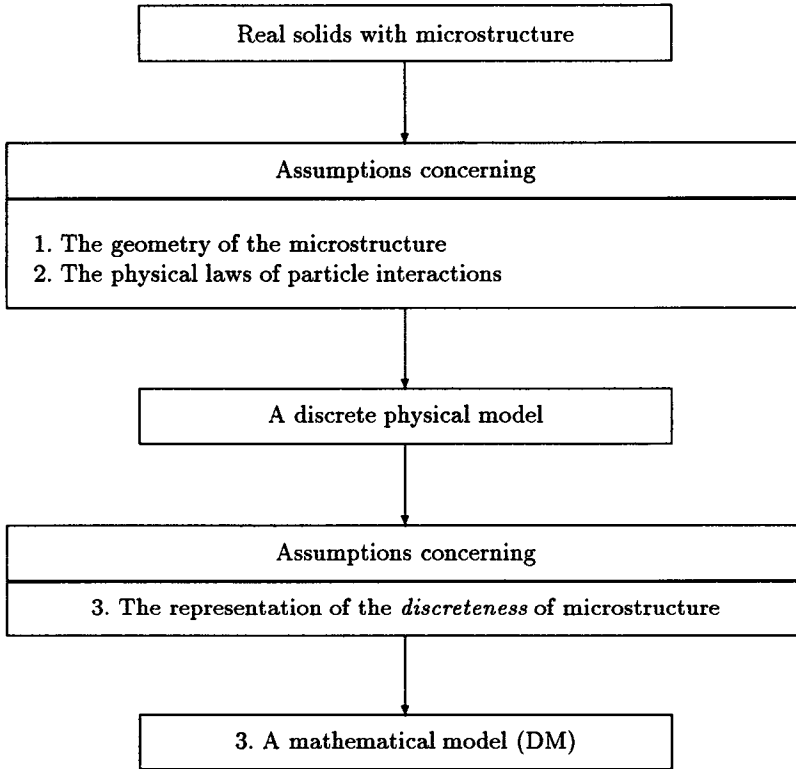 Real solids with microstructure
Assumptions concerning
1. The geometry of the microstructure
2. The physical laws of particle interactions
A discrete physical model
Assumptions concerning
3. The representation of the discreteness of microstructure
3. A mathematical model (DM)